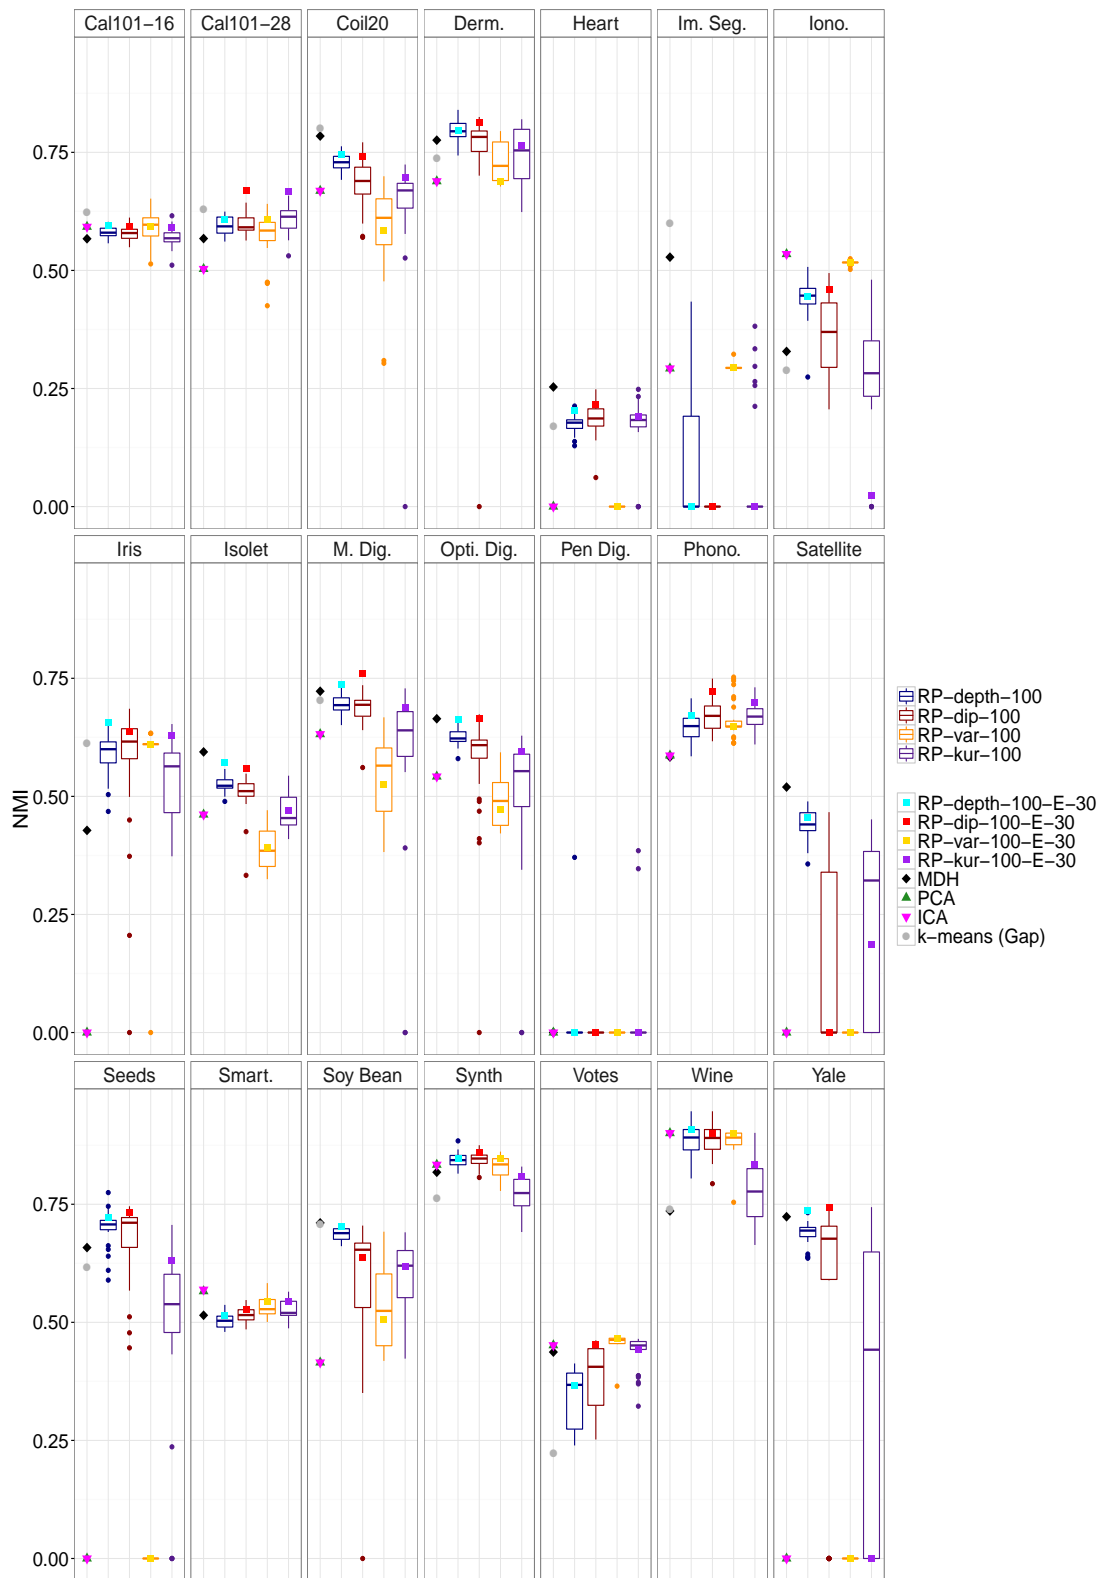 Cal101−16 Cal101−28 Coil20 Derm. Heart Im. Seg. Iono.
0.75
0.50
0.25
0.00
Iris Isolet M. Dig. Opti. Dig. Pen Dig. Phono. Satellite
0.75
0.50
0.25
0.00
NMI
Seeds Smart. Soy Bean Synth Votes Wine Yale
0.75
0.50
0.25
0.00
RP−depth−100
RP−dip−100
RP−var−100
RP−kur−100
RP−depth−100−E−30
RP−dip−100−E−30
RP−var−100−E−30
RP−kur−100−E−30
MDH
PCA
ICA
k−means (Gap)